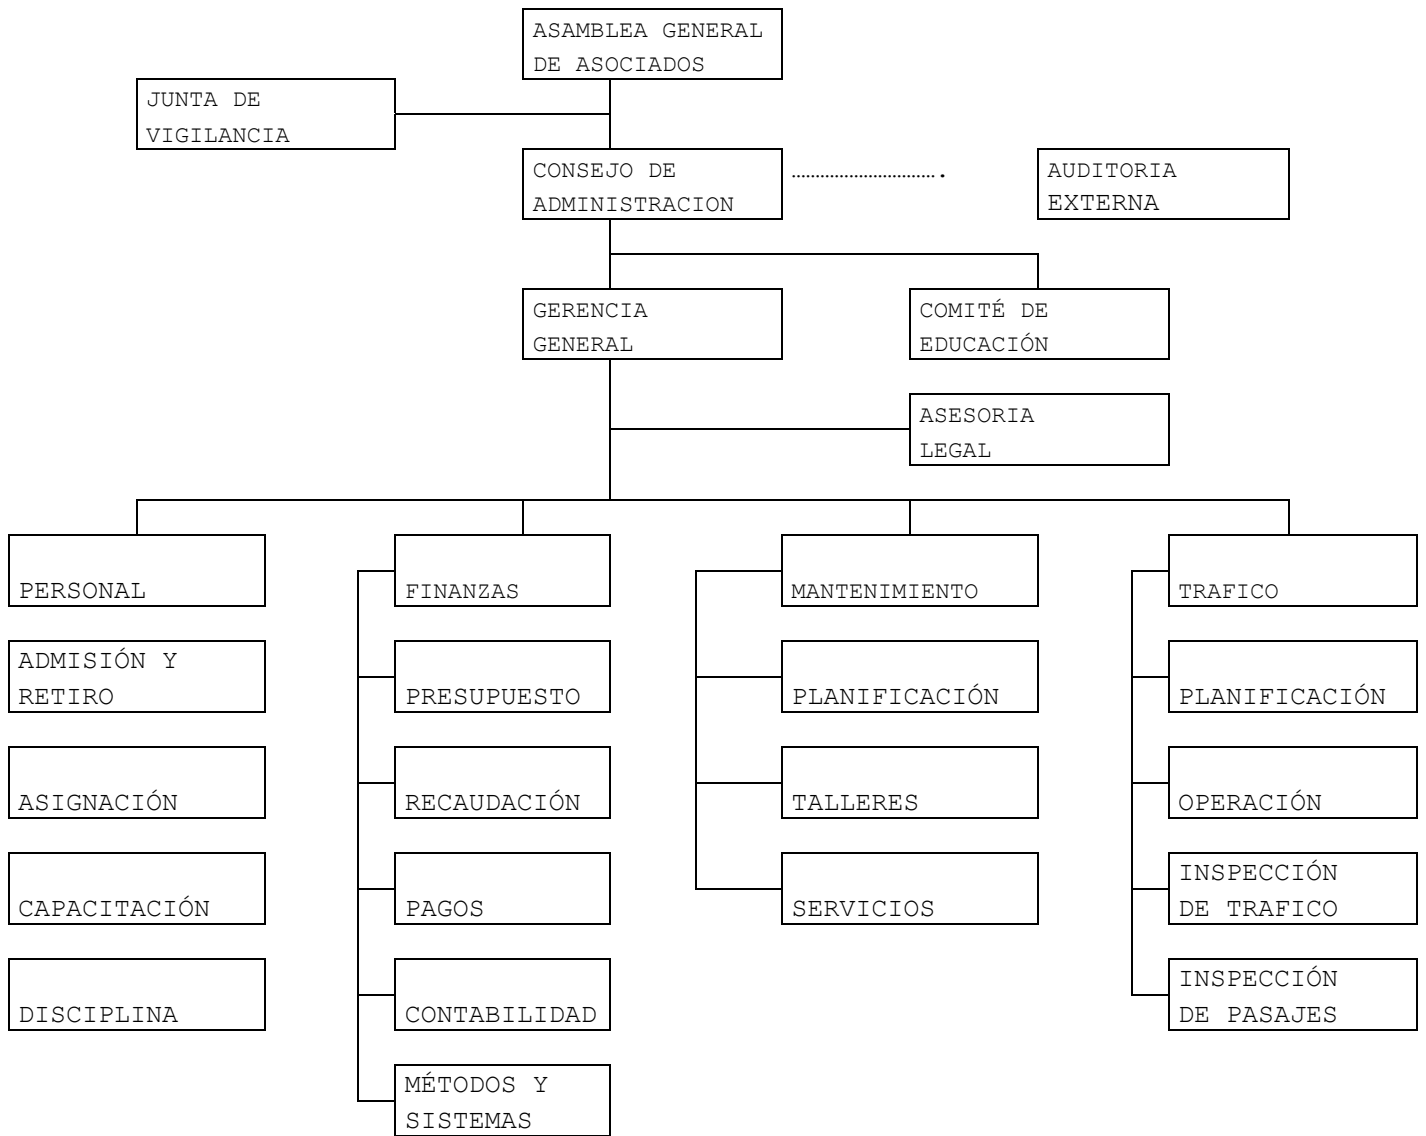 ASAMBLEA GENERAL
DE ASOCIADOS
JUNTA DE
VIGILANCIA
CONSEJO DE
ADMINISTRACION
………………………….
AUDITORIA
EXTERNA
GERENCIA
GENERAL
COMITÉ DE
EDUCACIÓN
ASESORIA
LEGAL
PERSONAL
FINANZAS
MANTENIMIENTO
TRAFICO
ADMISIÓN Y
RETIRO
PRESUPUESTO
PLANIFICACIÓN
PLANIFICACIÓN
ASIGNACIÓN
RECAUDACIÓN
TALLERES
OPERACIÓN
CAPACITACIÓN
PAGOS
SERVICIOS
INSPECCIÓN
DE TRAFICO
DISCIPLINA
CONTABILIDAD
INSPECCIÓN
DE PASAJES
MÉTODOS Y
SISTEMAS